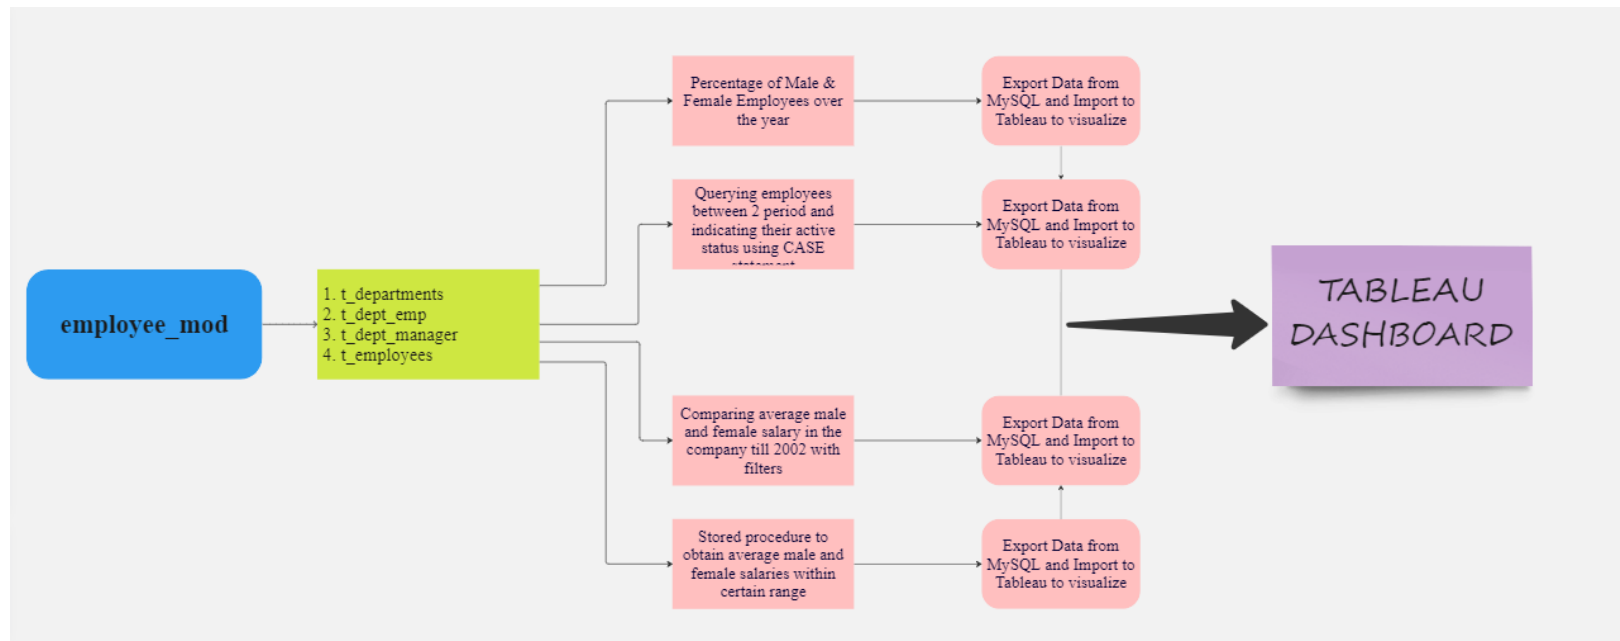 employee_mod
1. t_departments
2. t_dept_emp
3. t_dept_manager
4. t_employees
Percentage of Male &
Female Employees over
the year
Export Data from
MySQL and Import to
Tableau to visualize
Querying employees
between 2 period and
indicating their active
status using CASE
statement
Export Data from
MySQL and Import to
Tableau to visualize
Comparing average male
and female salary in the
company till 2002 with
filters
Export Data from
MySQL and Import to
Tableau to visualize
Stored procedure to
obtain average male and
female salaries within
certain range
Export Data from
MySQL and Import to
Tableau to visualize
TABLEAU
DASHBOARD